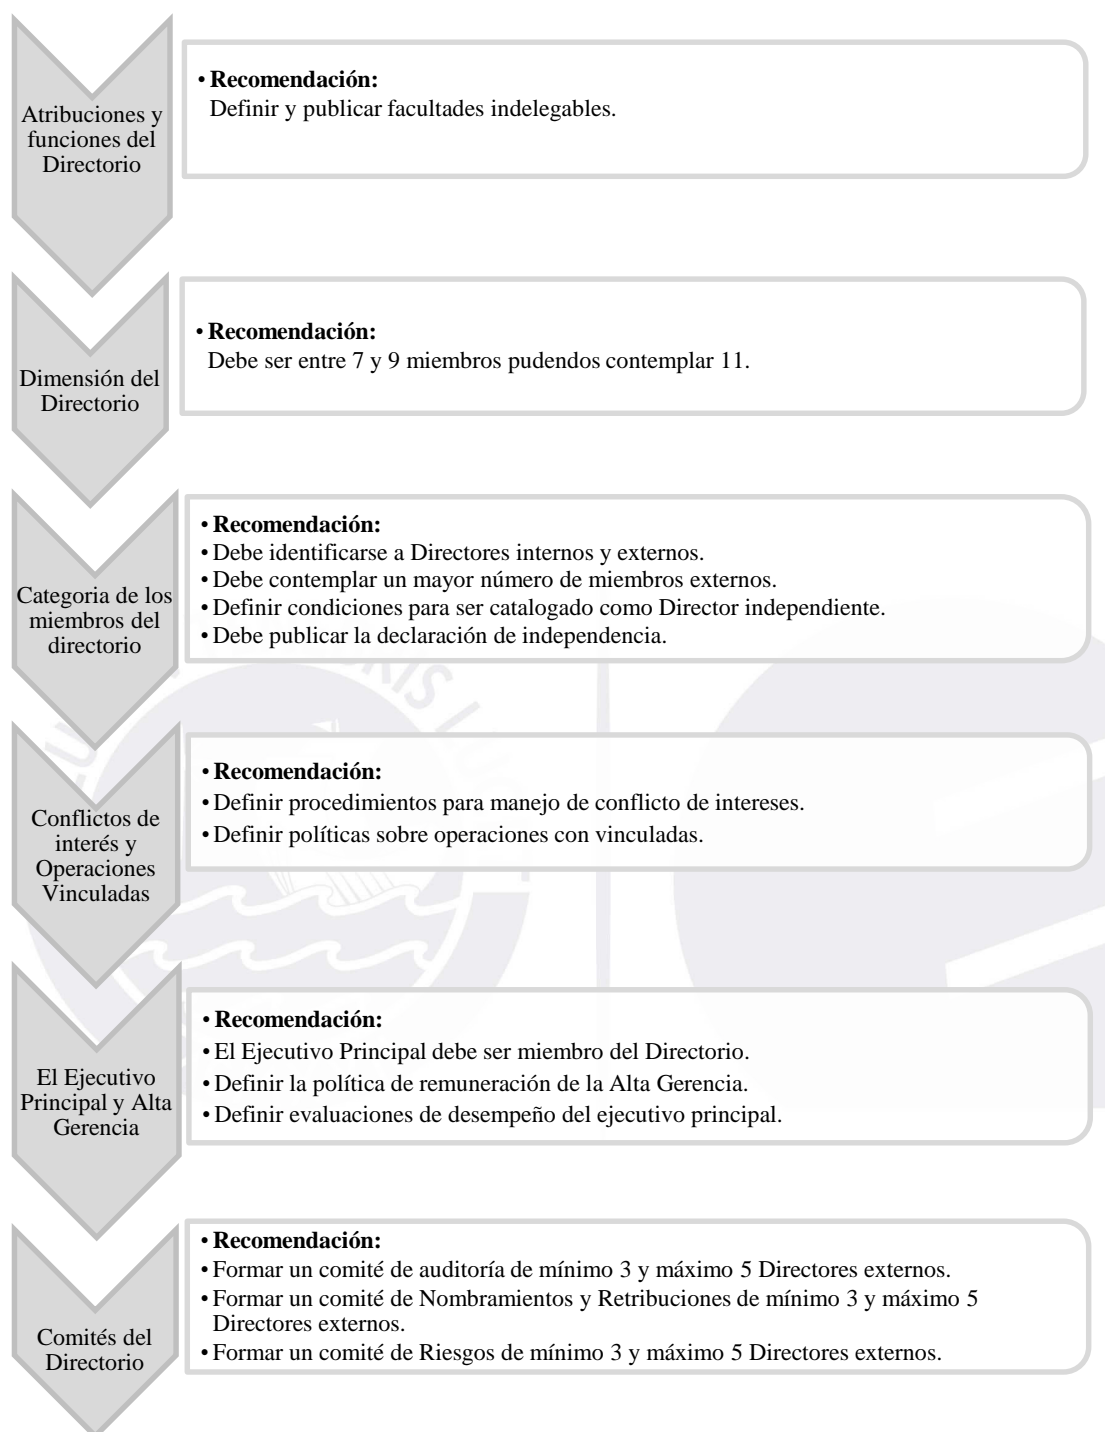 Atribuciones y
funciones del
Directorio
• Recomendación:
Definir y publicar facultades indelegables.
Dimensión del
Directorio
• Recomendación:
Debe ser entre 7 y 9 miembros pudendos contemplar 11.
Categoria de los
miembros del
directorio
• Recomendación:
• Debe identificarse a Directores internos y externos.
• Debe contemplar un mayor número de miembros externos.
• Definir condiciones para ser catalogado como Director independiente.
• Debe publicar la declaración de independencia.
Conflictos de
interés y
Operaciones
Vinculadas
• Recomendación:
• Definir procedimientos para manejo de conflicto de intereses.
• Definir políticas sobre operaciones con vinculadas.
El Ejecutivo
Principal y Alta
Gerencia
• Recomendación:
• El Ejecutivo Principal debe ser miembro del Directorio.
• Definir la política de remuneración de la Alta Gerencia.
• Definir evaluaciones de desempeño del ejecutivo principal.
Comités del
Directorio
• Recomendación:
• Formar un comité de auditoría de mínimo 3 y máximo 5 Directores externos.
• Formar un comité de Nombramientos y Retribuciones de mínimo 3 y máximo 5
Directores externos.
• Formar un comité de Riesgos de mínimo 3 y máximo 5 Directores externos.